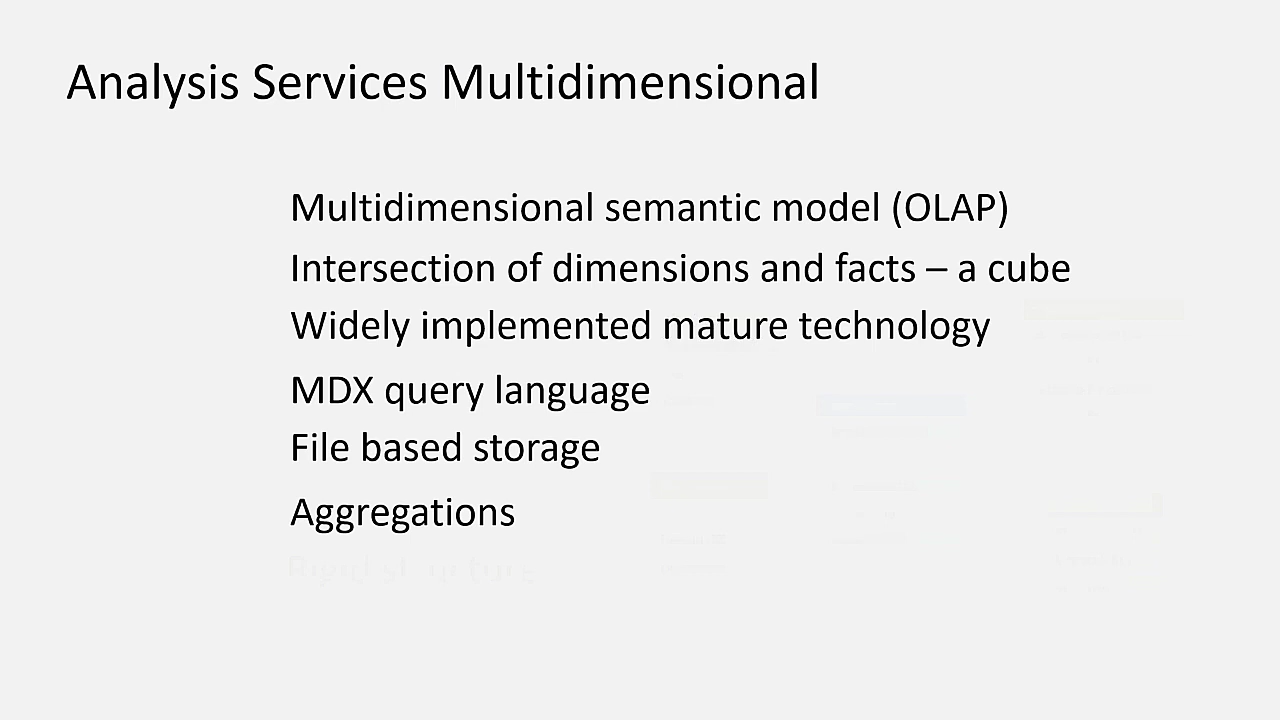 Analysis Services Multidimensional
Multidimensional semantic model (OLAP)
Intersection of dimensions and facts – a cube
Widely implemented mature technology
MDX query language
File based storage
Aggregations